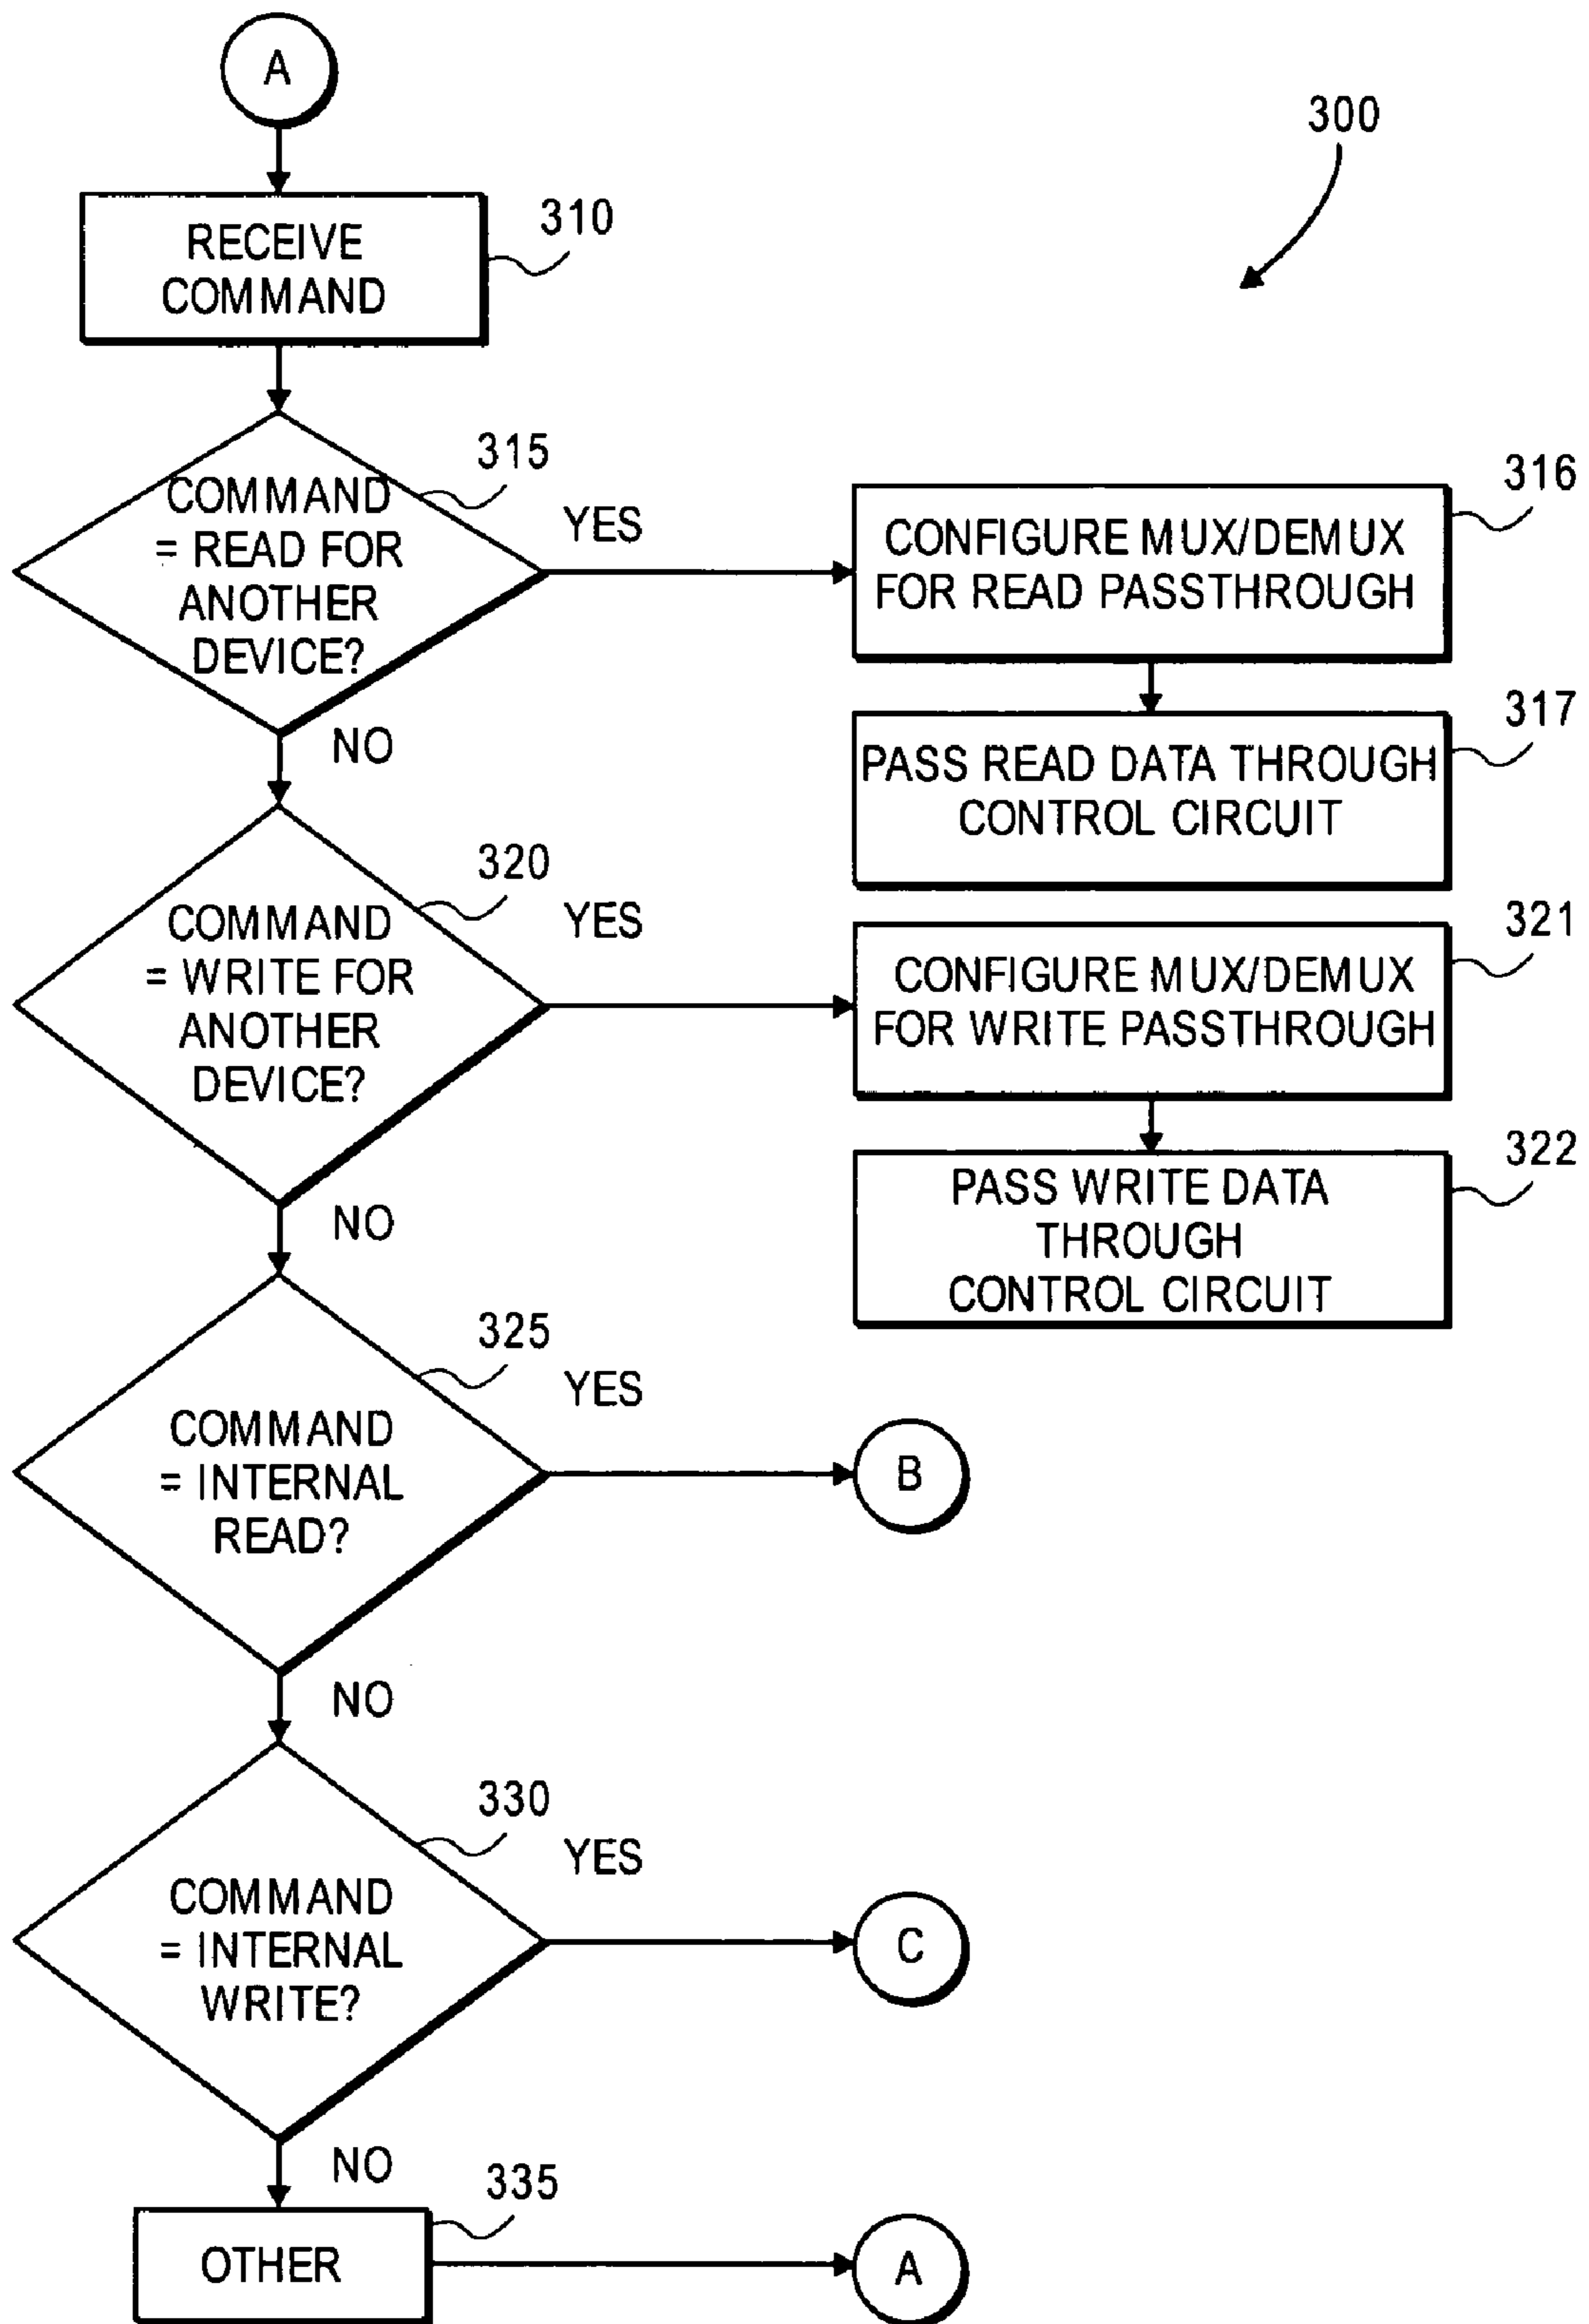 A
300
310
RECEIVE
COMMAND
315
COMMAND
= READ FOR
ANOTHER
DEVICE?
YES
316
CONFIGURE MUX/DEMUX
FOR READ PASSTHROUGH
317
PASS READ DATA THROUGH
CONTROL CIRCUIT
NO
320
COMMAND
= WRITE FOR
ANOTHER
DEVICE?
YES
321
CONFIGURE MUX/DEMUX
FOR WRITE PASSTHROUGH
322
PASS WRITE DATA
THROUGH
CONTROL CIRCUIT
NO
325
COMMAND
= INTERNAL
READ?
YES
B
NO
330
COMMAND
= INTERNAL
WRITE?
YES
C
NO
335
OTHER
A